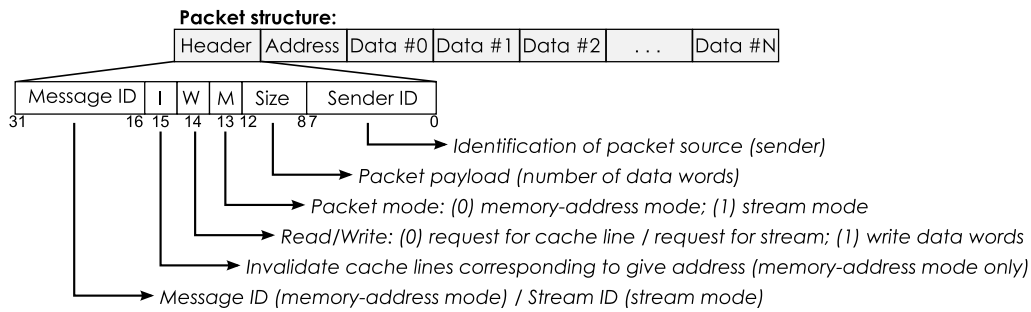 Packet structure:
Header Address Data #0 Data #1 Data #2 . . . Data #N
Message ID I W M Size Sender ID
31 16 15 14 13 12 8 7 0
Identification of packet source (sender)
Packet payload (number of data words)
Packet mode: (0) memory-address mode; (1) stream mode
Read/Write: (0) request for cache line / request for stream; (1) write data words
Invalidate cache lines corresponding to give address (memory-address mode only)
Message ID (memory-address mode) / Stream ID (stream mode)